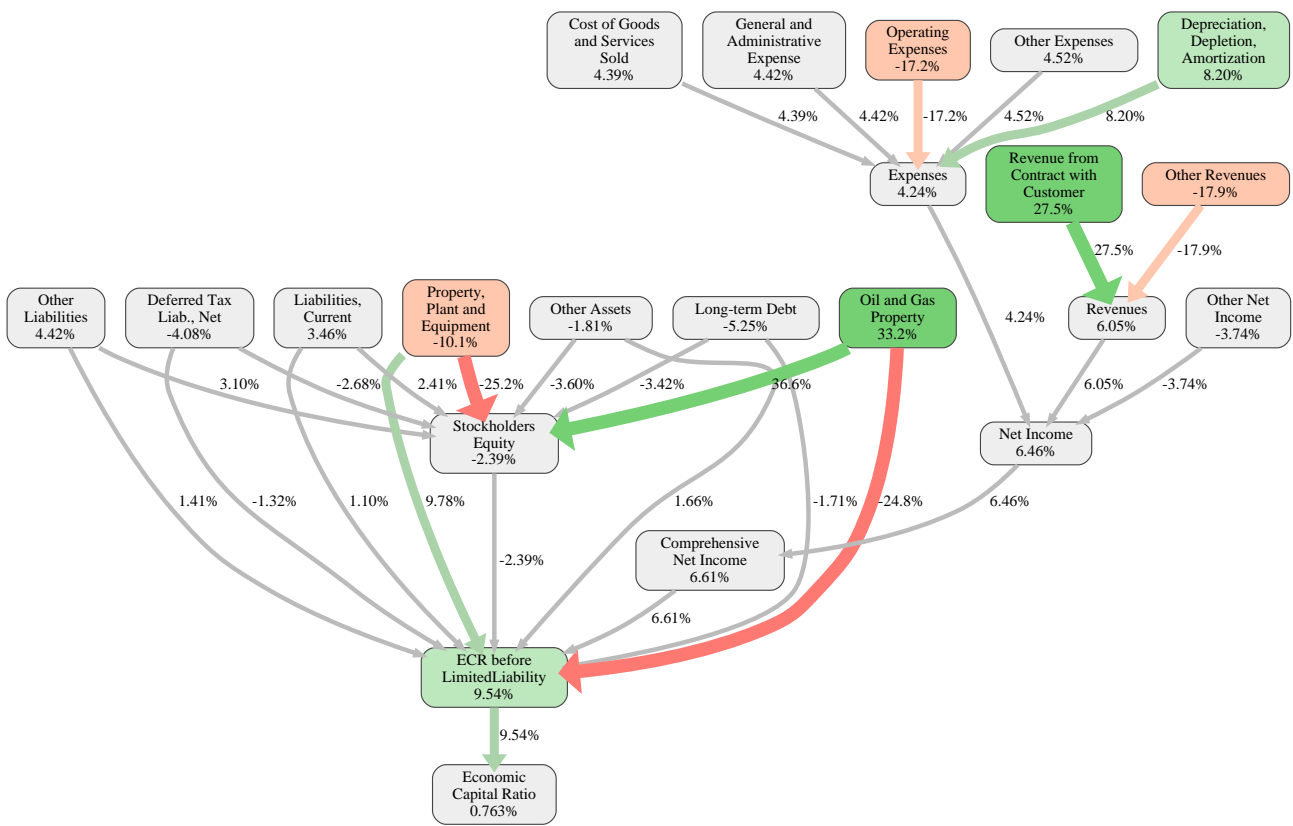 Cost of Goods
and Services
Sold
4.39%
General and
Administrative
Expense
4.42%
Operating
Expenses
-17.2%
Other Expenses
4.52%
Depreciation,
Depletion,
Amortization
8.20%
4.39%
4.42%
-17.2%
4.52%
8.20%
Expenses
4.24%
Revenue from
Contract with
Customer
27.5%
Other Revenues
-17.9%
27.5%
-17.9%
Other
Liabilities
4.42%
Deferred Tax
Liab., Net
-4.08%
Liabilities,
Current
3.46%
Property,
Plant and
Equipment
-10.1%
Other Assets
-1.81%
Long-term Debt
-5.25%
Oil and Gas
Property
33.2%
4.24%
Revenues
6.05%
Other Net
Income
-3.74%
3.10%
-2.68%
2.41%
-25.2%
-3.60%
-3.42%
36.6%
6.05%
-3.74%
Stockholders
Equity
-2.39%
Net Income
6.46%
1.41%
-1.32%
1.10%
9.78%
1.66%
-1.71%
-24.8%
6.46%
-2.39%
Comprehensive
Net Income
6.61%
6.61%
ECR before
LimitedLiability
9.54%
9.54%
Economic
Capital Ratio
0.763%